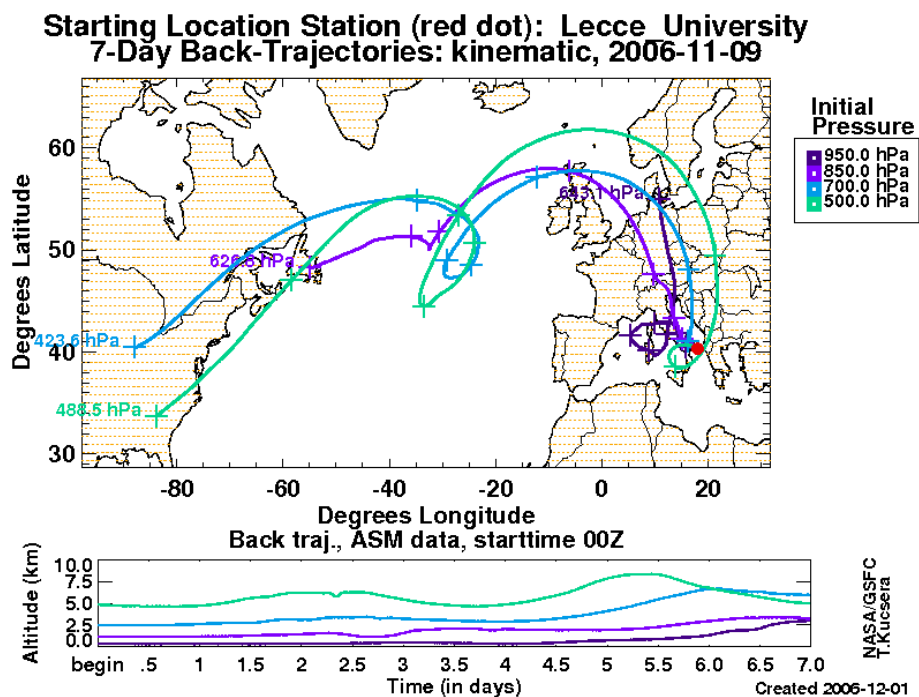 Starting Location Station (red dot): Lecce_University
7-Day Back-Trajectories: kinematic, 2006-11-09
Initial
Pressure
950.0 hPa
850.0 hPa
700.0 hPa
500.0 hPa
Degrees Latitude
60
50
40
30
643.1 hPa
626.8 hPa
423.6 hPa
488.5 hPa
-80 -60 -40 -20 0 20
Degrees Longitude
Back traj., ASM data, starttime 00Z
Altitude (km)
10.0
7.5
5.0
2.5
0.0
begin .5 1 1.5 2 2.5 3 3.5 4 4.5 5 5.5 6.0 6.5 7.0
Time (in days)
NASA/GSFC
T.Kucsera
Created 2006-12-01